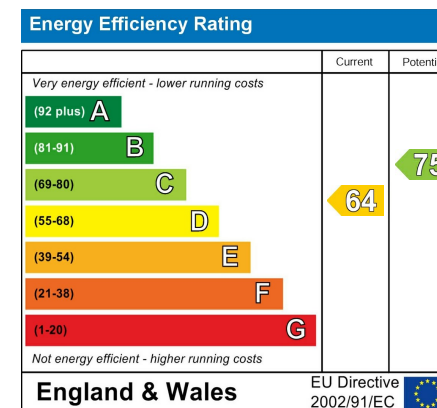 Energy Efficiency Rating
Current Potenti
Very energy efficient - lower running costs
(92 plus) A
(81-91) B
(69-80) C
(55-68) D
(39-54) E
(21-38) F
(1-20) G
64
75
Not energy efficient - higher running costs
England & Wales
EU Directive
2002/91/EC